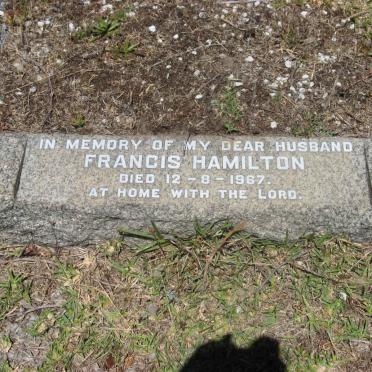 IN MEMORY OF MY DEAR HUSBAND
FRANCIS HAMILTON
DIED 12-8-1967.
AT HOME WITH THE LORD.